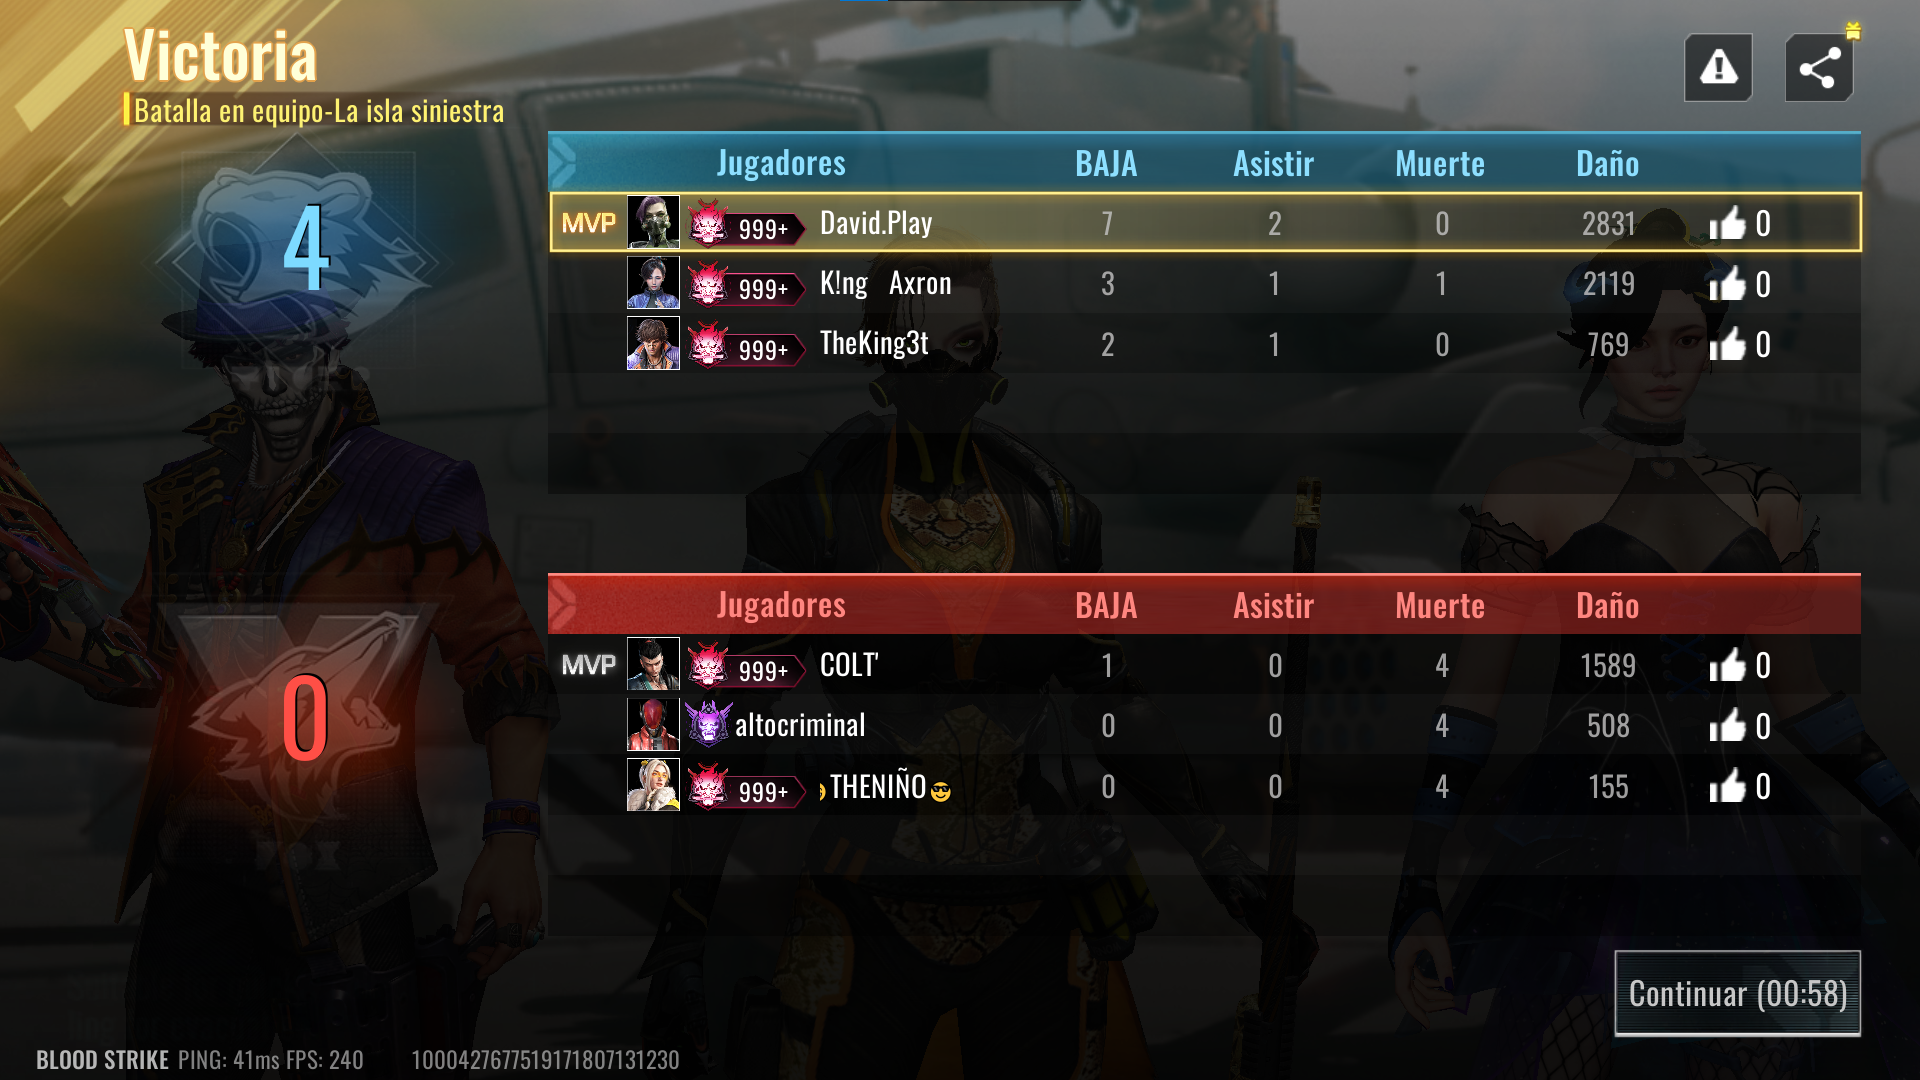 Victoria
Batalla en equipo-La isla siniestra
4
Jugadores BAJA Asistir Muerte Daño
MVP 999+ David.Play 7 2 0 2831 0
999+ K!ng Axron 3 1 1 2119 0
999+ TheKing3t 2 1 0 769 0
0
Jugadores BAJA Asistir Muerte Daño
MVP 999+ COLT' 1 0 4 1589 0
altocriminal 0 0 4 508 0
999+ THENIÑO😎 0 0 4 155 0
Continuar (00:58)
BLOOD STRIKE PING: 41ms FPS: 240 1000427677519171807131230